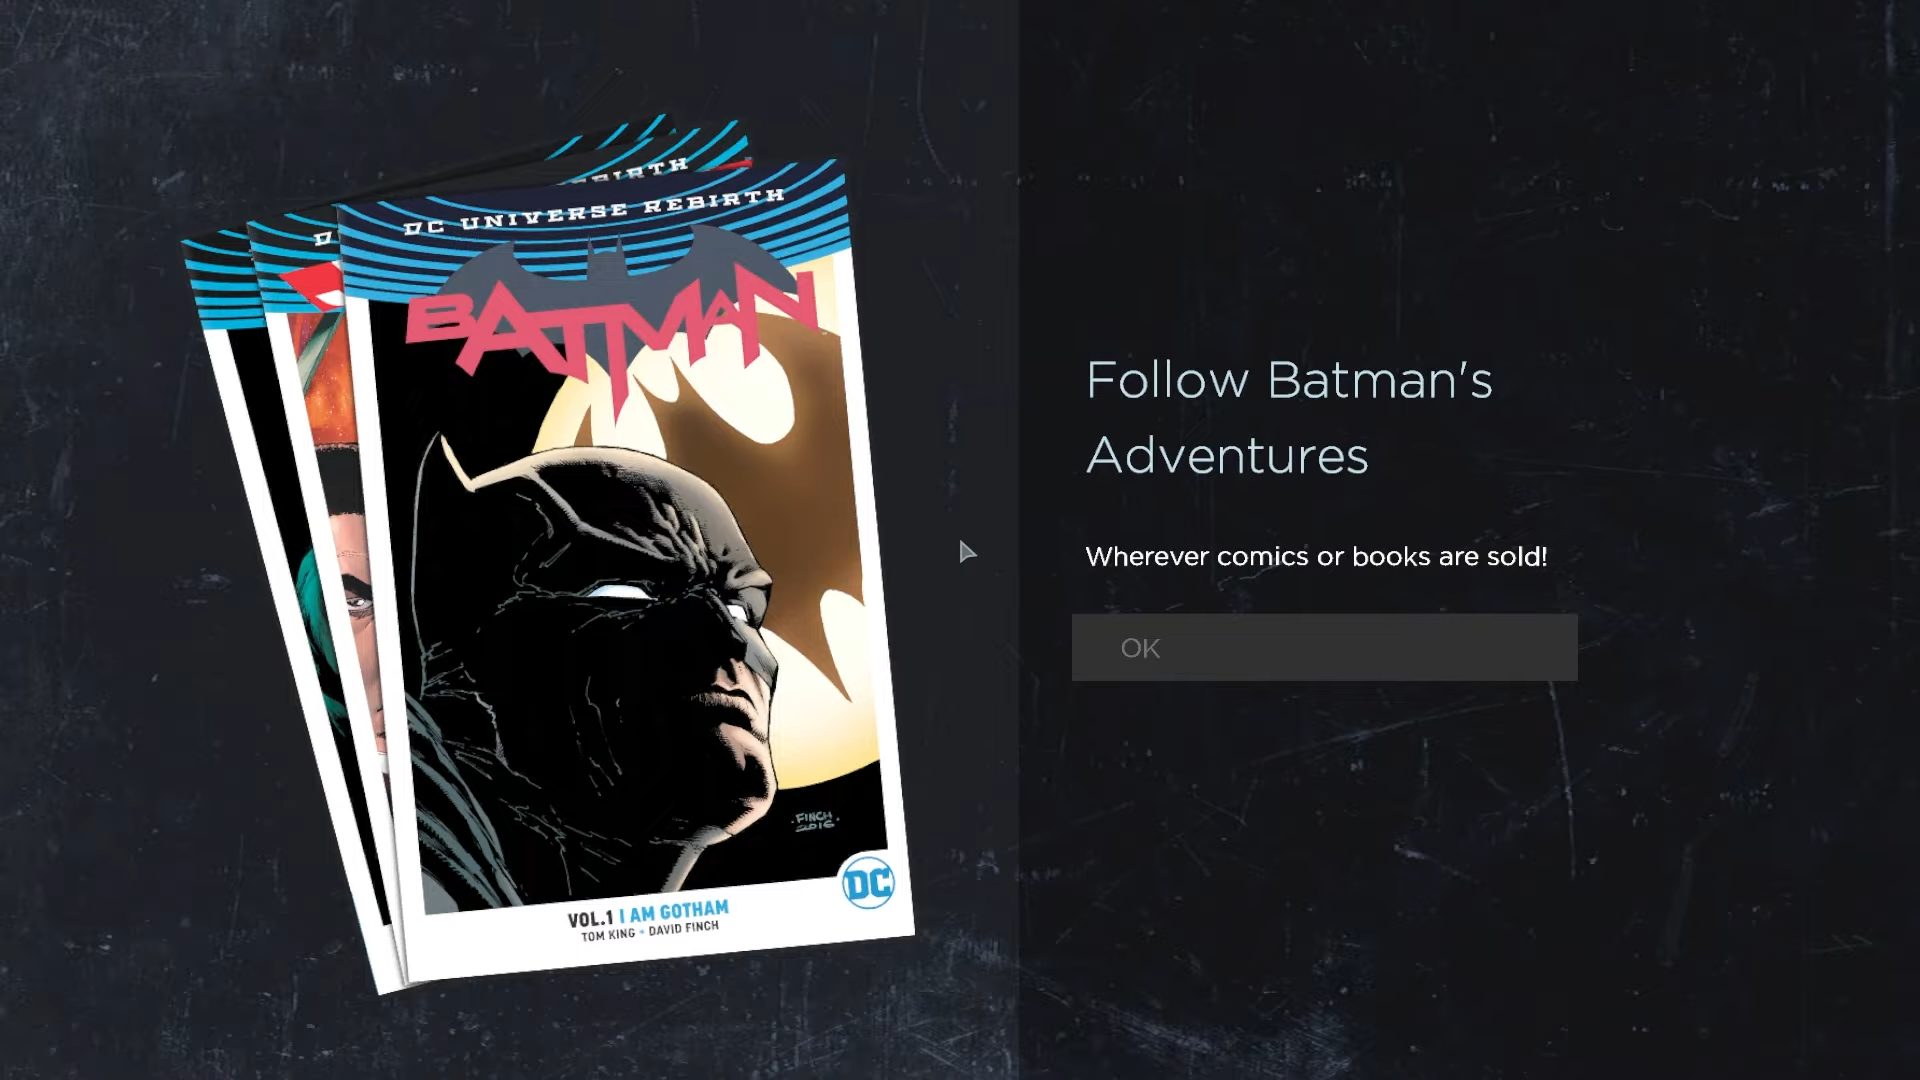 DC UNIVERSE REBIRTH
BATMAN
FINCH
2016
DC
VOL.1 | I AM GOTHAM
TOM KING • DAVID FINCH
Follow Batman's
Adventures
Wherever comics or books are sold!
OK